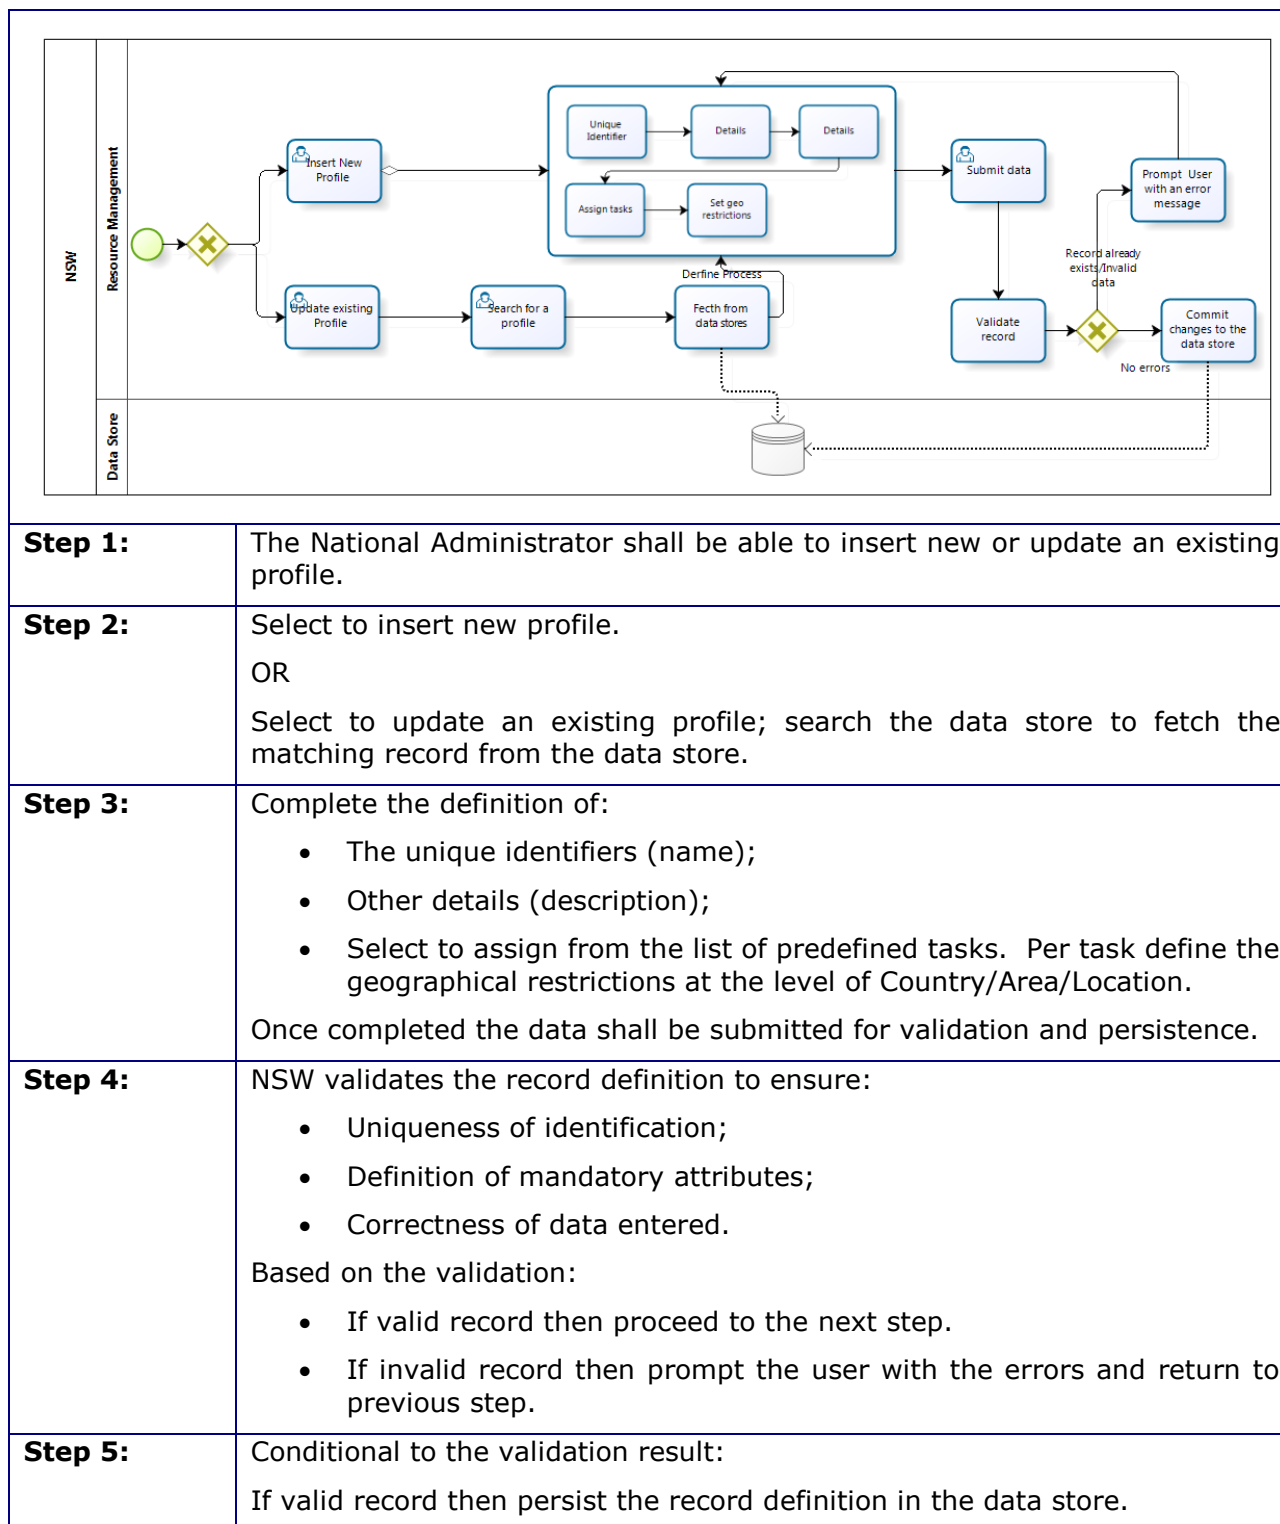 NSW
Resource Management
Data Store
Insert New
Profile
Update existing
Profile
Search for a
profile
Fecth from
data stores
Unique
Identifier
Details
Details
Assign tasks
Set geo
restrictions
Derfine Process
Submit data
Validate
record
Record already
exists/Invalid
data
Prompt User
with an error
message
No errors
Commit
changes to the
data store
Step 1:
The National Administrator shall be able to insert new or update an existing
profile.
Step 2:
Select to insert new profile.
OR
Select to update an existing profile; search the data store to fetch the
matching record from the data store.
Step 3:
Complete the definition of:
• The unique identifiers (name);
• Other details (description);
• Select to assign from the list of predefined tasks. Per task define the
geographical restrictions at the level of Country/Area/Location.
Once completed the data shall be submitted for validation and persistence.
Step 4:
NSW validates the record definition to ensure:
• Uniqueness of identification;
• Definition of mandatory attributes;
• Correctness of data entered.
Based on the validation:
• If valid record then proceed to the next step.
• If invalid record then prompt the user with the errors and return to
previous step.
Step 5:
Conditional to the validation result:
If valid record then persist the record definition in the data store.